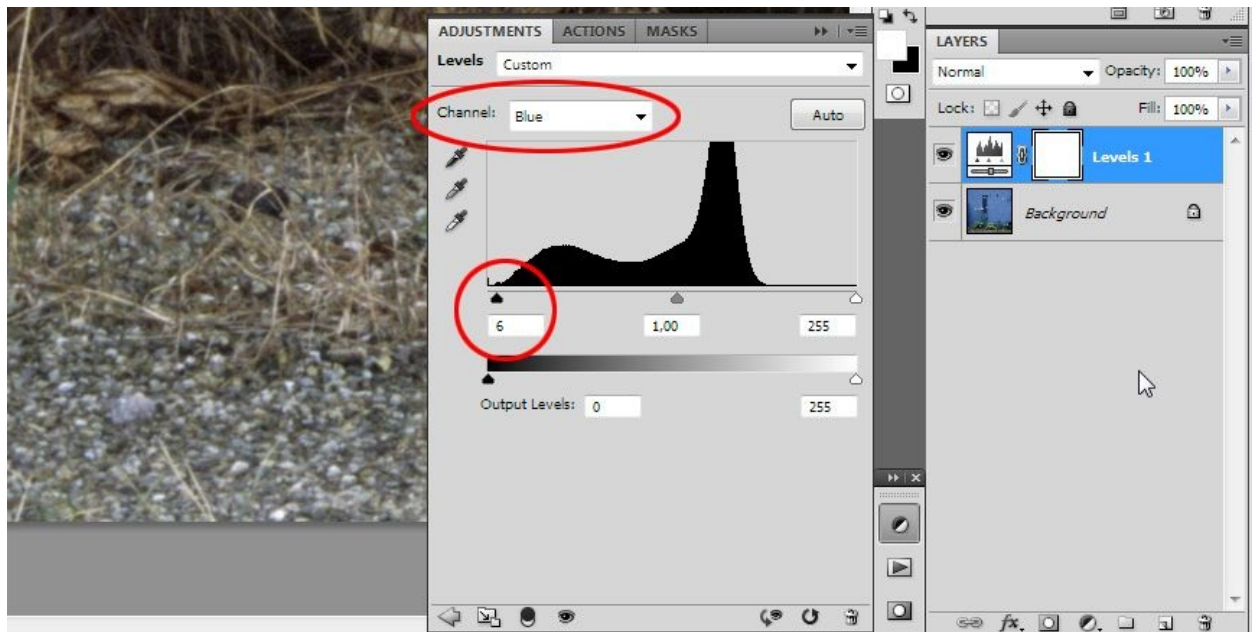 ADJUSTMENTS ACTIONS MASKS
Levels Custom
Channel: Blue Auto
6 1,00 255
Output Levels: 0 255
LAYERS
Normal Opacity: 100%
Lock: Fill: 100%
Levels 1
Background
fx